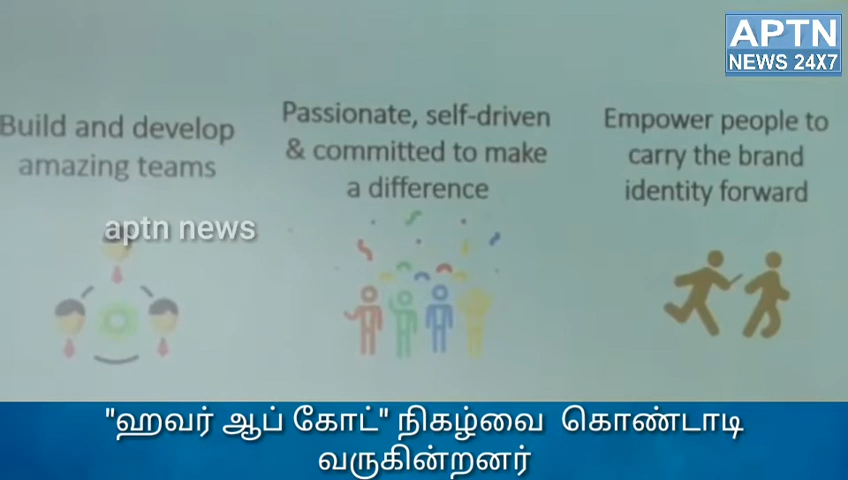 APTN
NEWS 24X7
Build and develop
amazing teams
Passionate, self-driven
& committed to make
a difference
Empower people to
carry the brand
identity forward
aptn news
"ஹவர் ஆப் கோட்" நிகழ்வை கொண்டாடி
வருகின்றனர்